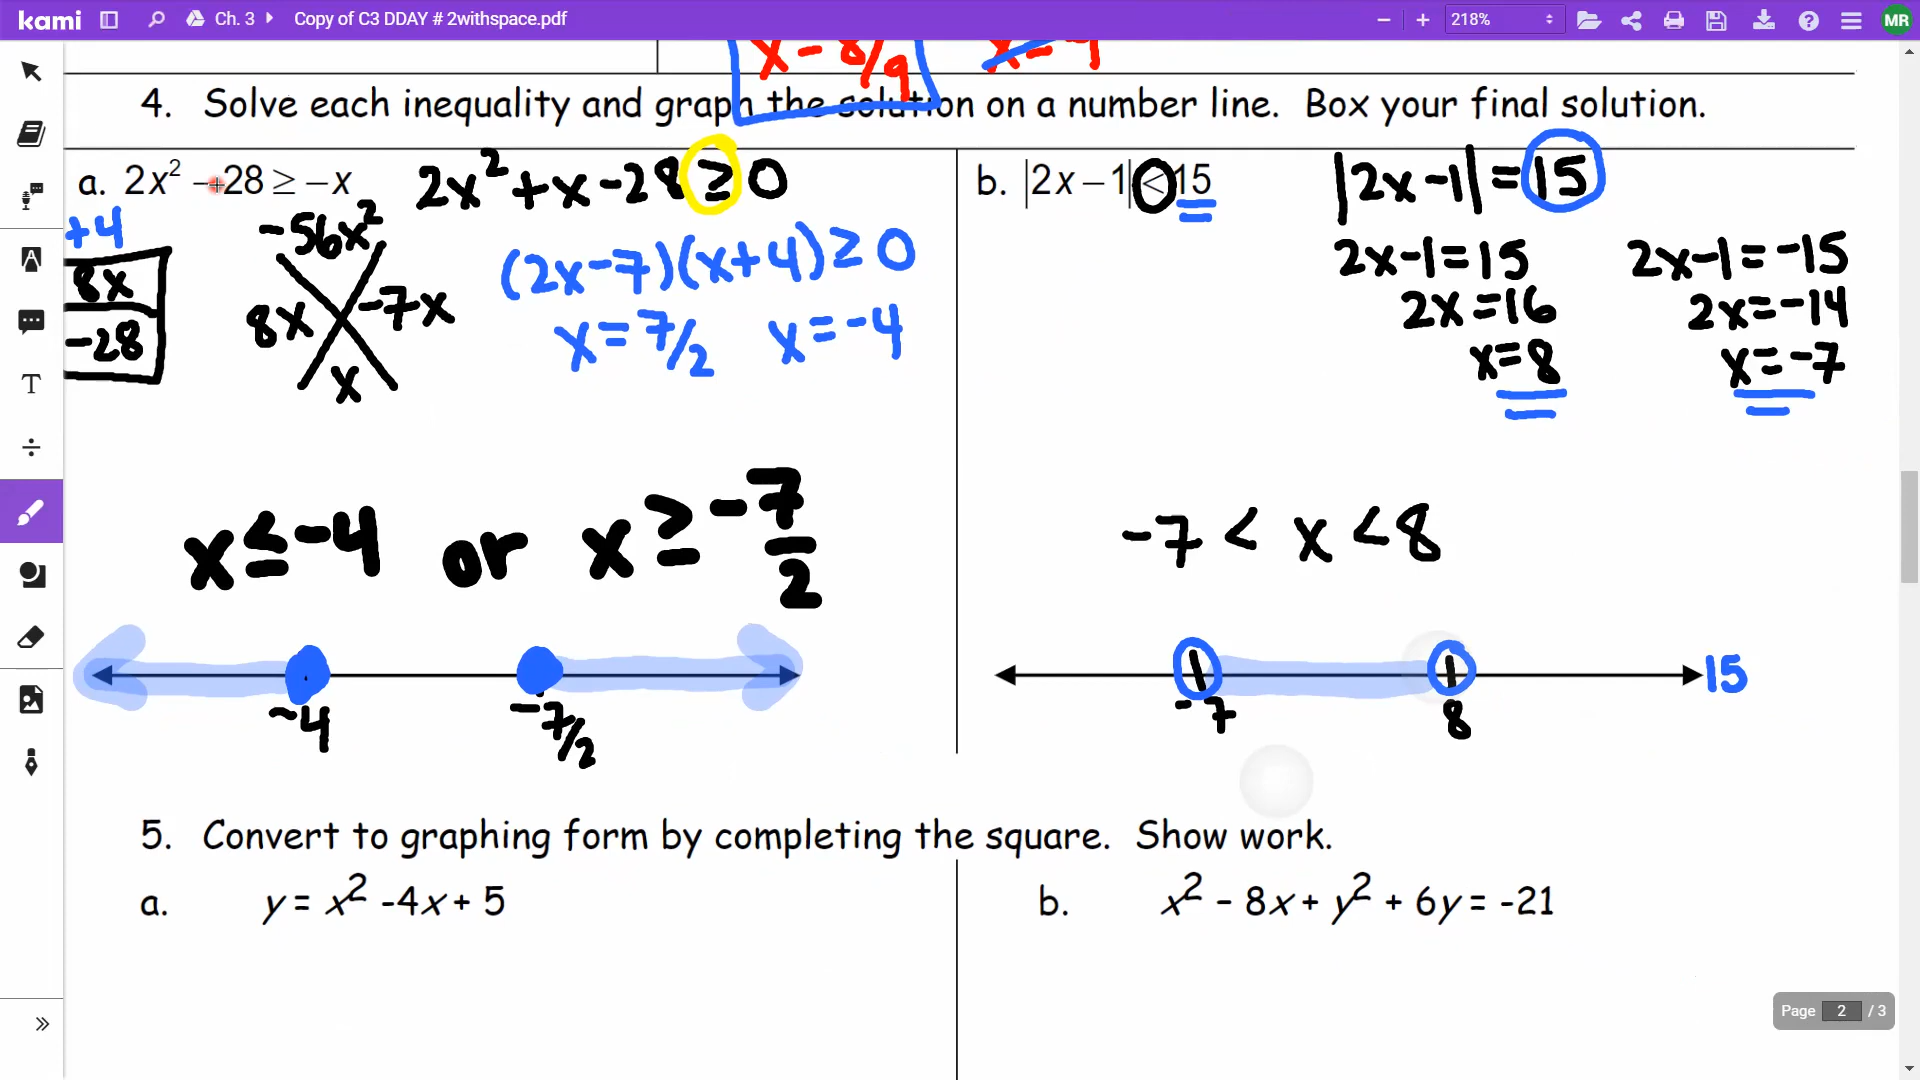 kami Ch. 3 Copy of C3 DDAY # 2withspace.pdf 218% MR
x = 8/9 x = -4
4. Solve each inequality and graph the solution on a number line. Box your final solution.
a. 2x² - 28 ≥ -x
2x² + x - 28 ≥ 0
+4
8x
-28
-56x²
8x -7x
x
(2x-7)(x+4) ≥ 0
x = 7/2 x = -4
x ≤ -4 or x ≥ -7/2
-4 -7/2
b. |2x - 1| < 15
|2x-1| = 15
2x-1 = 15 2x-1 = -15
2x = 16 2x = -14
x = 8 x = -7
-7 < x < 8
15
-7 8
5. Convert to graphing form by completing the square. Show work.
a. y = x² -4x + 5
b. x² - 8x + y² + 6y = -21
Page 2 / 3